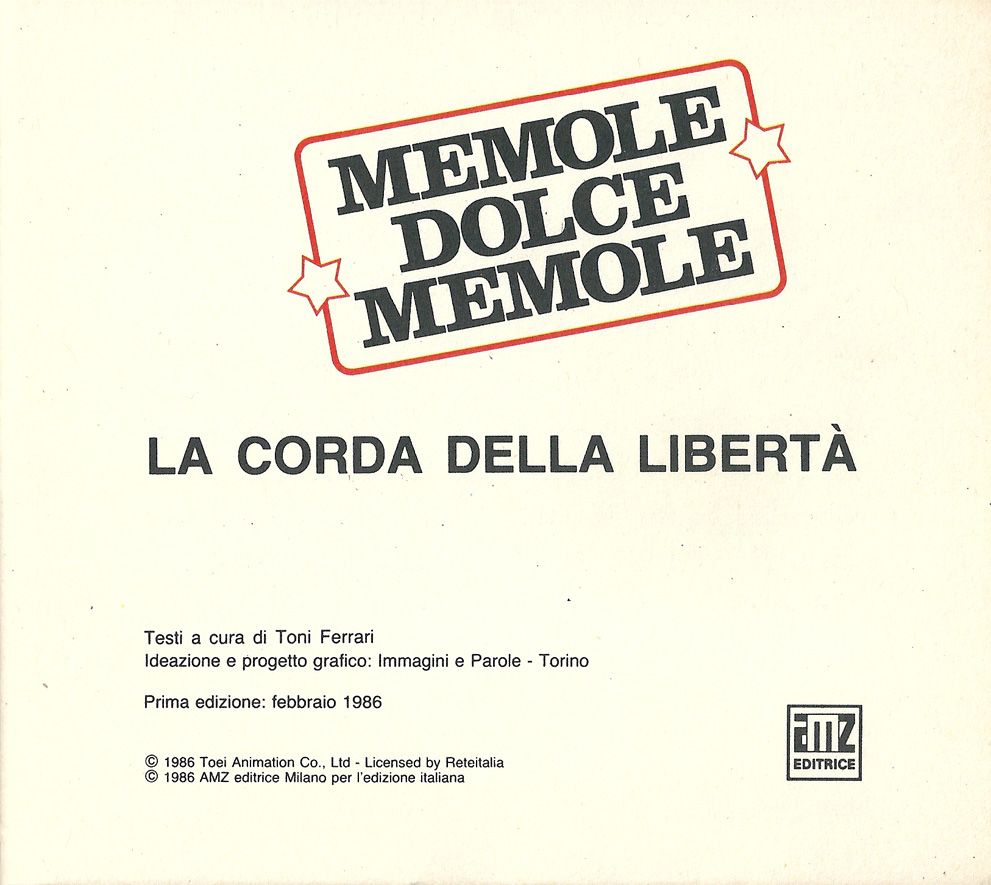 MEMOLE
DOLCE
MEMOLE
LA CORDA DELLA LIBERTÀ
Testi a cura di Toni Ferrari
Ideazione e progetto grafico: Immagini e Parole - Torino
Prima edizione: febbraio 1986
© 1986 Toei Animation Co., Ltd - Licensed by Reteitalia
© 1986 AMZ editrice Milano per l'edizione italiana
amz
EDITRICE